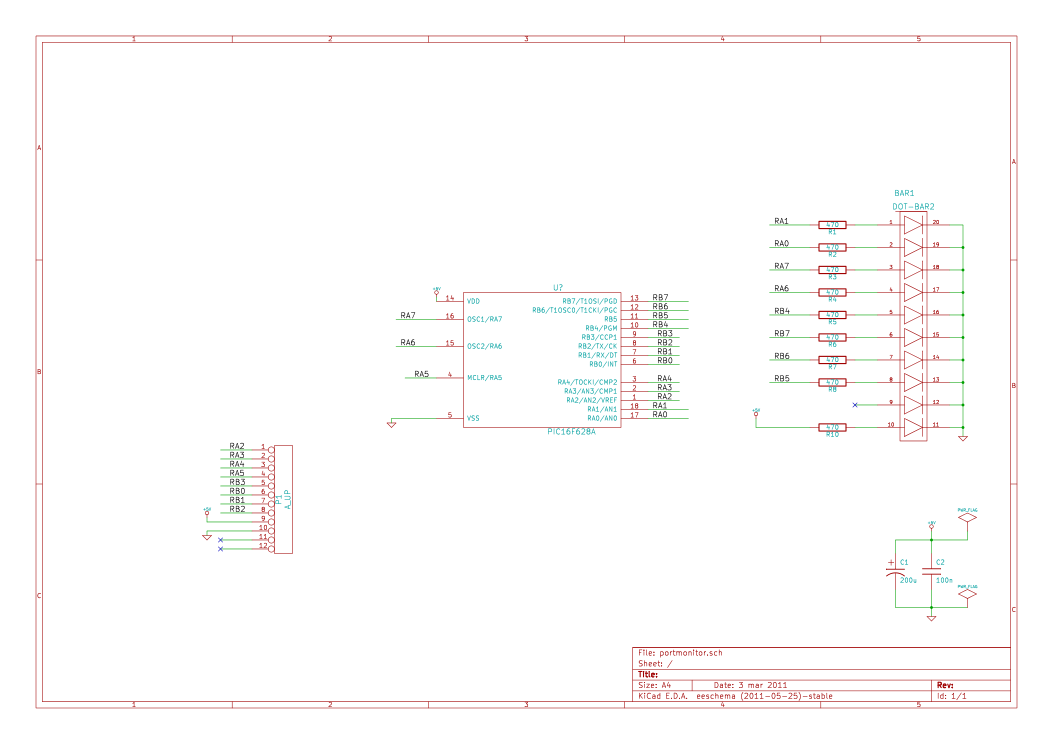 1 2 3 4 5
A A
BAR1
DOT-BAR2
RA1 470 R1 1 20
RA0 470 R2 2 19
RA7 470 R3 3 18
RA6 470 R4 4 17
RB4 470 R5 5 16
RB7 470 R6 6 15
RB6 470 R7 7 14
RB5 470 R8 8 13
9 12
+5V
470 R10 10 11
B B
U?
+5V
14 VDD RB7/T1OSI/PGD 13 RB7
RB6/T1OSCO/T1CKI/PGC 12 RB6
RA7 16 OSC1/RA7 RB5 11 RB5
RB4/PGM 10 RB4
RB3/CCP1 9 RB3
RA6 15 OSC2/RA6 RB2/TX/CK 8 RB2
RB1/RX/DT 7 RB1
RB0/INT 6 RB0
RA5 4 MCLR/RA5 RA4/TOCKI/CMP2 3 RA4
RA3/AN3/CMP1 2 RA3
RA2/AN2/VREF 1 RA2
RA1/AN1 18 RA1
5 VSS RA0/AN0 17 RA0
PIC16F628A
RA2 1
RA3 2
RA4 3
RA5 4
RB3 5
RB0 6
RB1 7
RB2 8
+5V
9
10
11
12
P1
A_UP
PWR_FLAG
+5V
C1
200u
C2
100n
PWR_FLAG
C C
File: portmonitor.sch
Sheet: /
Title:
Size: A4 Date: 3 mar 2011 Rev:
KiCad E.D.A. eeschema (2011-05-25)-stable Id: 1/1
1 2 3 4 5